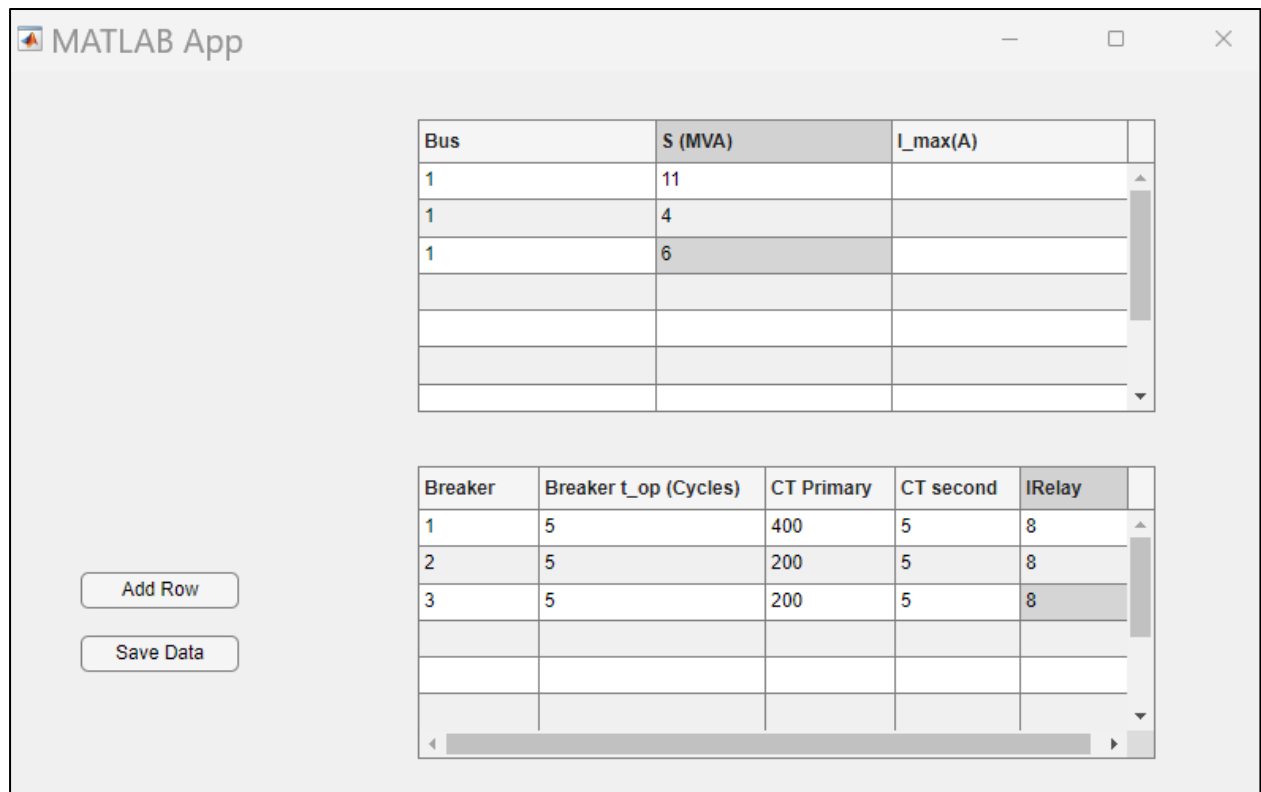 MATLAB App
Bus S (MVA) I_max(A)
1 11
1 4
1 6
Breaker Breaker t_op (Cycles) CT Primary CT second IRelay
1 5 400 5 8
2 5 200 5 8
3 5 200 5 8
Add Row
Save Data